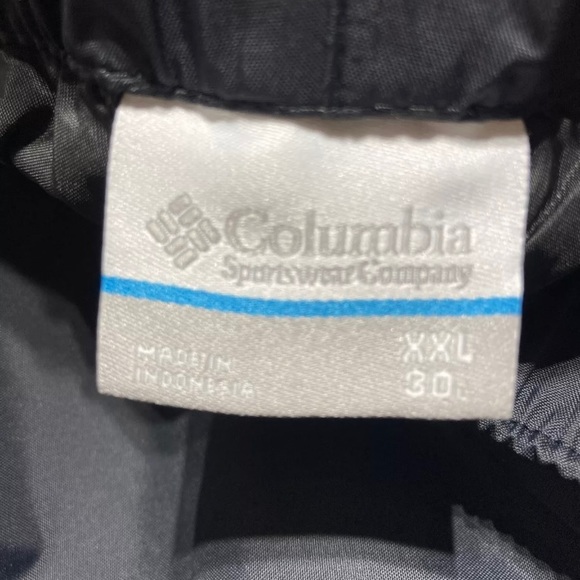 Columbia
Sportswear Company
XXL
MADE IN
30L
INDONESIA